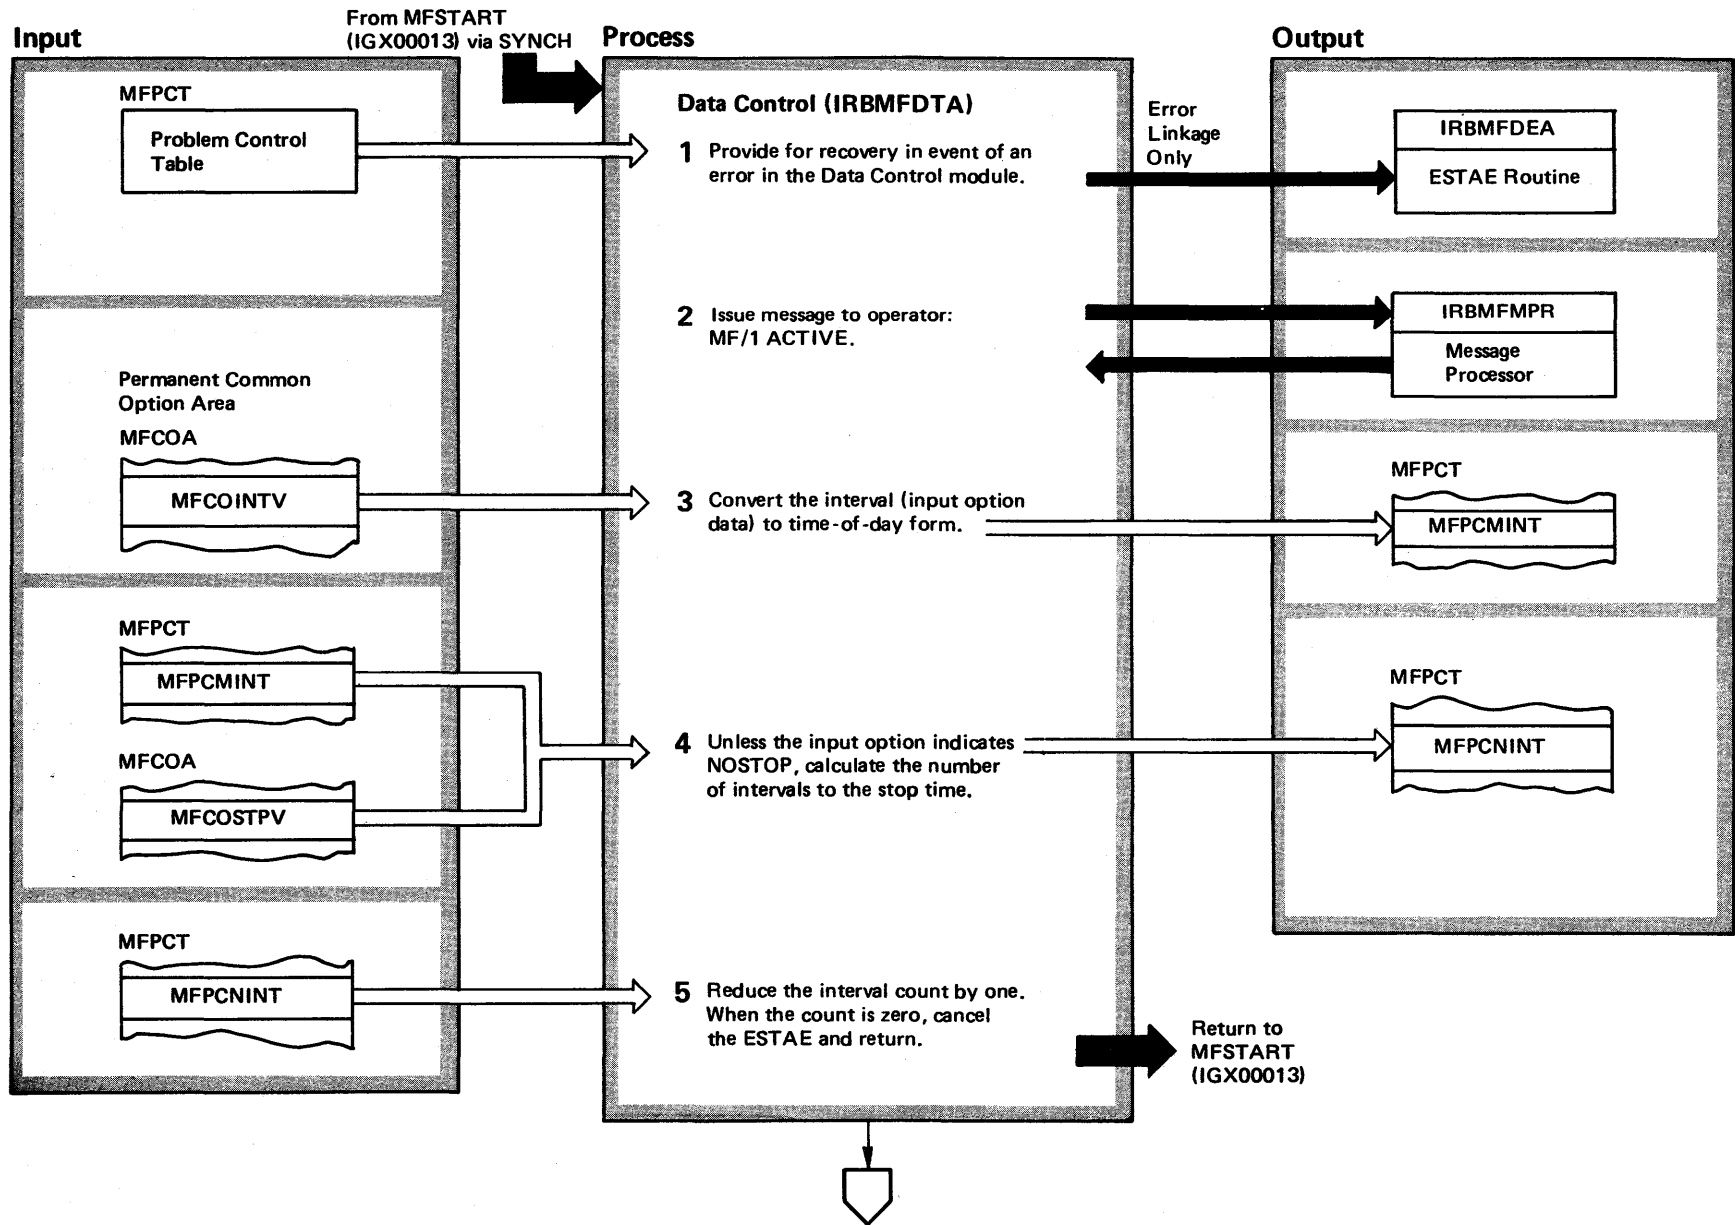 From MFSTART
(IGX00013) via SYNCH
Input
Process
Output
MFPCT
Problem Control
Table
Data Control (IRBMFDTA)
1 Provide for recovery in event of an
error in the Data Control module.
Error
Linkage
Only
IRBMFDEA
ESTAE Routine
2 Issue message to operator:
MF/1 ACTIVE.
IRBMFMPR
Message
Processor
Permanent Common
Option Area
MFCOA
MFCOINTV
3 Convert the interval (input option
data) to time-of-day form.
MFPCT
MFPCMINT
MFPCT
MFPCMINT
MFCOA
MFCOSTPV
4 Unless the input option indicates
NOSTOP, calculate the number
of intervals to the stop time.
MFPCT
MFPCNINT
MFPCT
MFPCNINT
5 Reduce the interval count by one.
When the count is zero, cancel
the ESTAE and return.
Return to
MFSTART
(IGX00013)